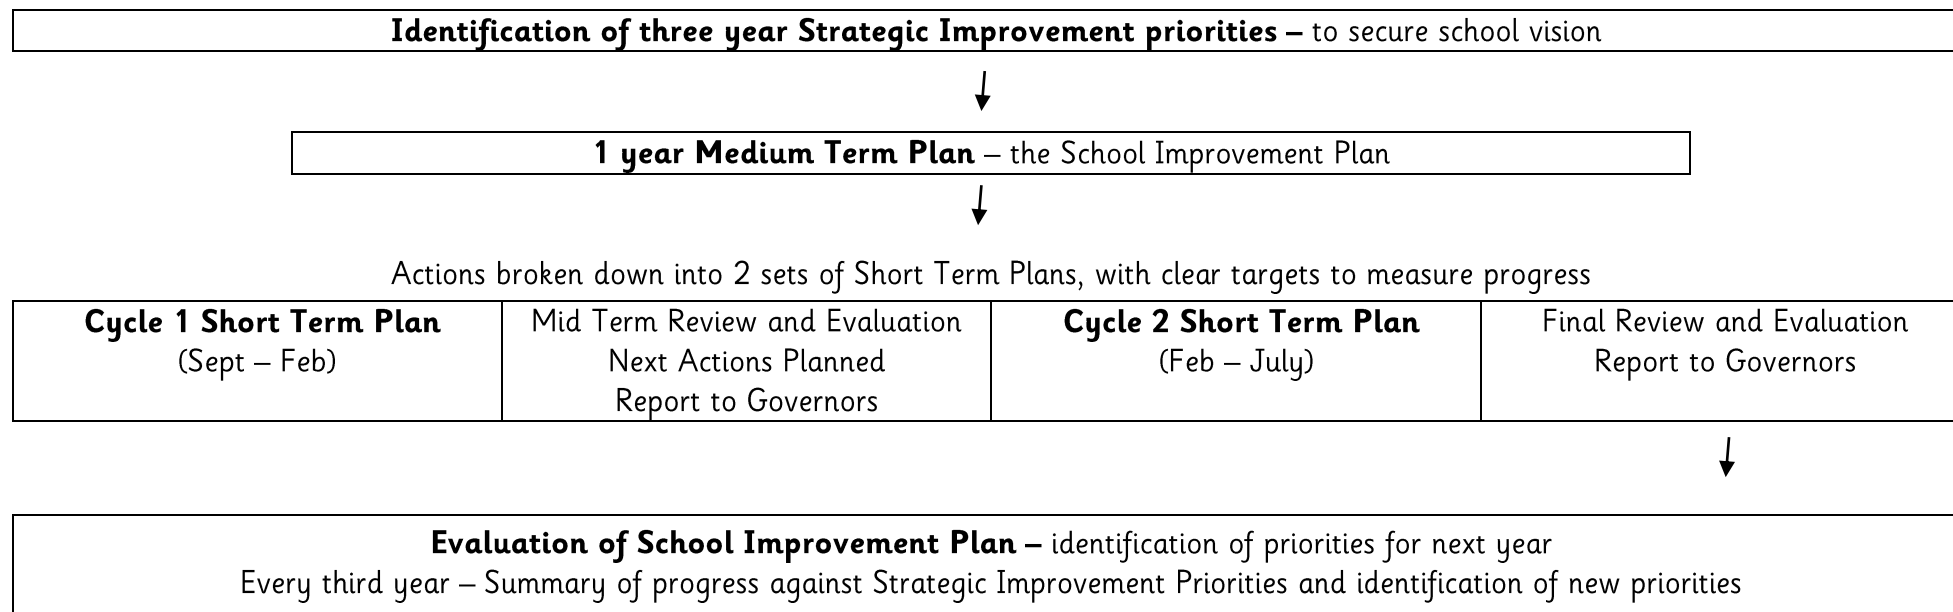 Identification of three year Strategic Improvement priorities – to secure school vision
1 year Medium Term Plan – the School Improvement Plan
Actions broken down into 2 sets of Short Term Plans, with clear targets to measure progress
Cycle 1 Short Term Plan
(Sept – Feb)
Mid Term Review and Evaluation
Next Actions Planned
Report to Governors
Cycle 2 Short Term Plan
(Feb – July)
Final Review and Evaluation
Report to Governors
Evaluation of School Improvement Plan – identification of priorities for next year
Every third year – Summary of progress against Strategic Improvement Priorities and identification of new priorities